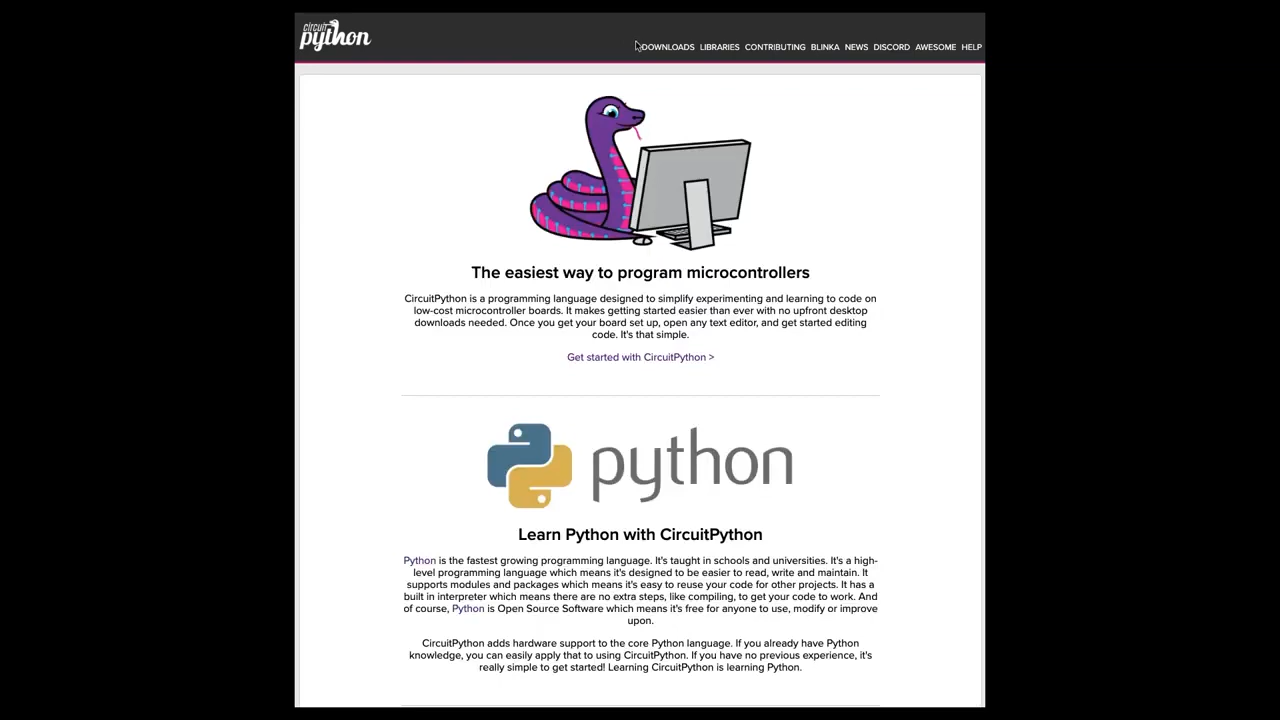 circuit
python
DOWNLOADS LIBRARIES CONTRIBUTING BLINKA NEWS DISCORD AWESOME HELP
The easiest way to program microcontrollers
CircuitPython is a programming language designed to simplify experimenting and learning to code on
low-cost microcontroller boards. It makes getting started easier than ever with no upfront desktop
downloads needed. Once you get your board set up, open any text editor, and get started editing
code. It's that simple.
Get started with CircuitPython >
python
Learn Python with CircuitPython
Python is the fastest growing programming language. It's taught in schools and universities. It's a high-
level programming language which means it's designed to be easier to read, write and maintain. It
supports modules and packages which means it's easy to reuse your code for other projects. It has a
built in interpreter which means there are no extra steps, like compiling, to get your code to work. And
of course, Python is Open Source Software which means it's free for anyone to use, modify or improve
upon.
CircuitPython adds hardware support to the core Python language. If you already have Python
knowledge, you can easily apply that to using CircuitPython. If you have no previous experience, it's
really simple to get started! Learning CircuitPython is learning Python.